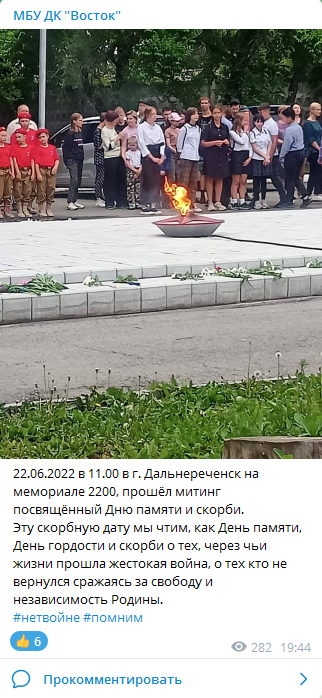 МБУ ДК "Восток"
22.06.2022 в 11.00 в г. Дальнереченск на
мемориале 2200, прошёл митинг
посвящённый Дню памяти и скорби.
Эту скорбную дату мы чтим, как День памяти,
День гордости и скорби о тех, через чьи
жизни прошла жестокая война, о тех кто не
вернулся сражаясь за свободу и
независимость Родины.
#нетвойне #помним
6
282 19:44
Прокомментировать